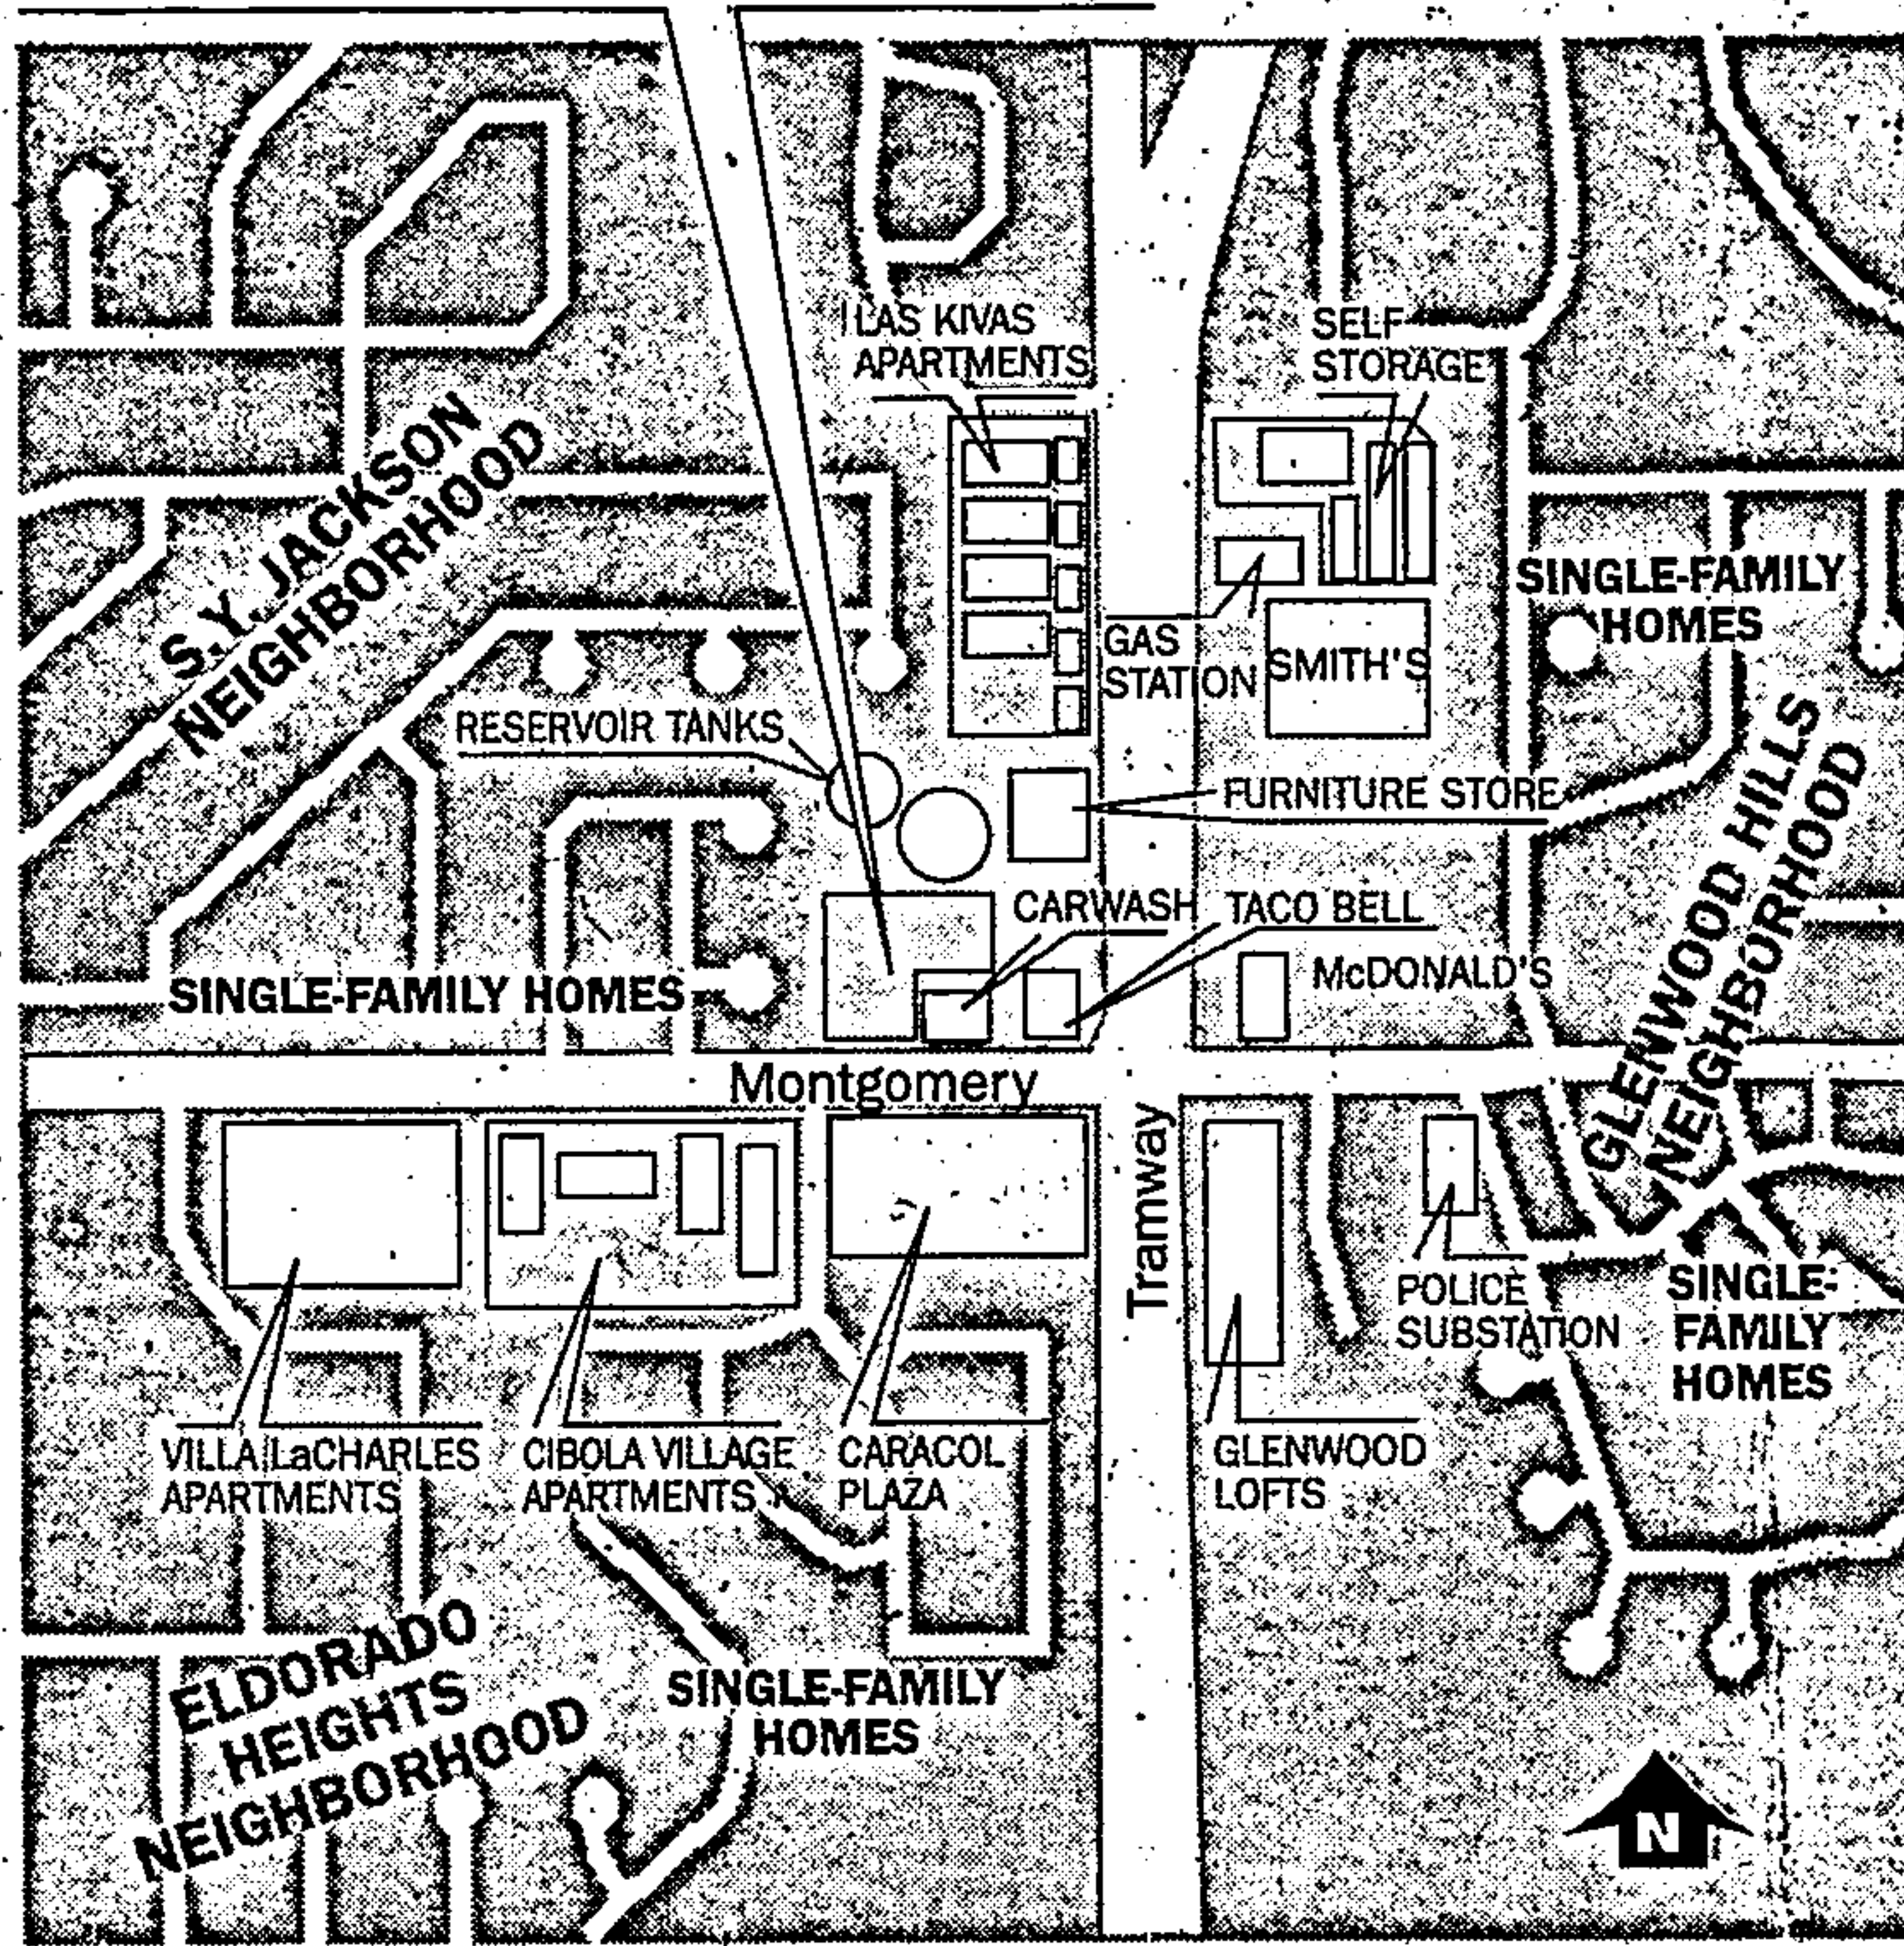 LAS KIVAS
APARTMENTS
SELF
STORAGE
S.Y. JACKSON
NEIGHBORHOOD
SINGLE-FAMILY
HOMES
GAS
STATION
SMITH'S
RESERVOIR TANKS
FURNITURE STORE
GLENWOOD HILLS
NEIGHBORHOOD
CARWASH
TACO BELL
McDONALD'S
SINGLE-FAMILY HOMES
Montgomery
Tramway
POLICE
SUBSTATION
SINGLE-
FAMILY
HOMES
VILLA LaCHARLES
APARTMENTS
CIBOLA VILLAGE
APARTMENTS
CARACOL
PLAZA
GLENWOOD
LOFTS
ELDORADO
HEIGHTS
NEIGHBORHOOD
SINGLE-FAMILY
HOMES
N